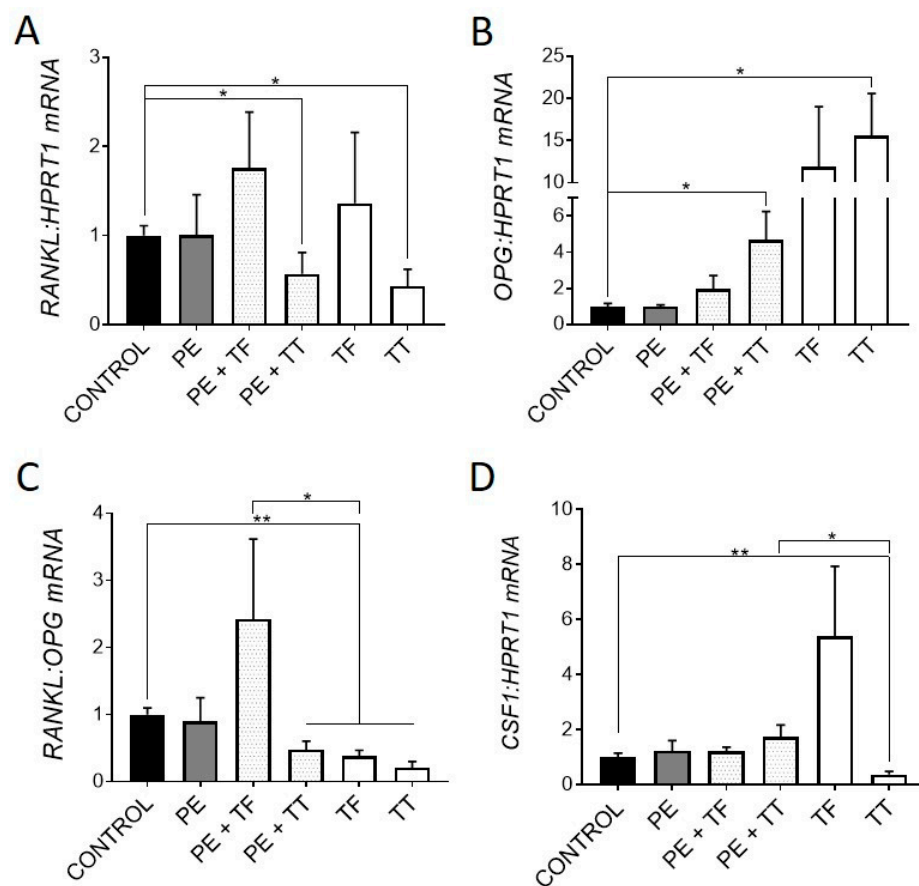 A
RANKL:HPRT1 mRNA
3
2
1
0
*
*
CONTROL
PE
PE + TF
PE + TT
TF
TT
B
OPG:HPRT1 mRNA
25
20
15
10
6
4
2
0
*
*
CONTROL
PE
PE + TF
PE + TT
TF
TT
C
RANKL:OPG mRNA
4
3
2
1
0
*
**
CONTROL
PE
PE + TF
PE + TT
TF
TT
D
CSF1:HPRT1 mRNA
10
8
6
4
2
0
*
**
CONTROL
PE
PE + TF
PE + TT
TF
TT